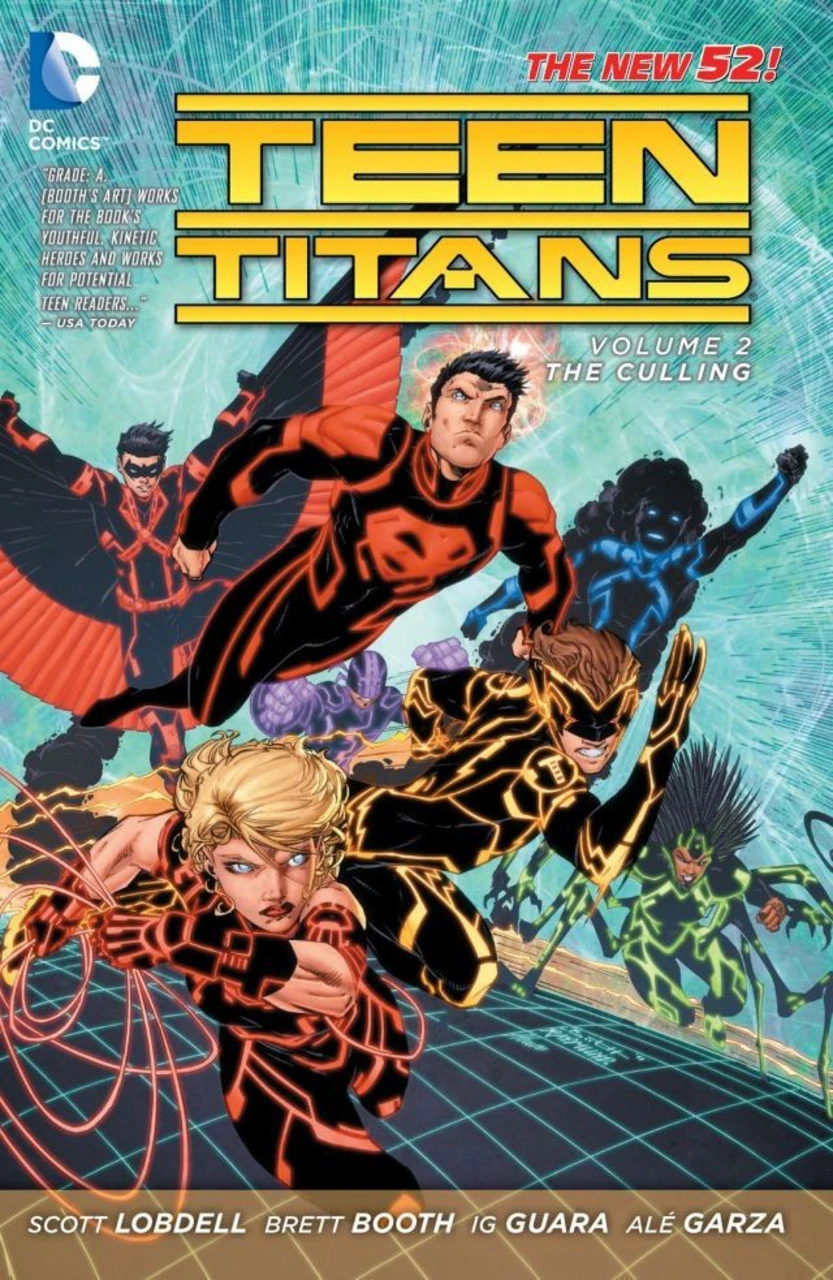 THE NEW 52!
DC
COMICS™
TEEN
TITANS
"GRADE: A.
[BOOTH'S ART] WORKS
FOR THE BOOK'S
YOUTHFUL, KINETIC
HEROES AND WORKS
FOR POTENTIAL
TEEN READERS..."
— USA TODAY
VOLUME 2
THE CULLING
T
SCOTT LOBDELL BRETT BOOTH IG GUARA ALÉ GARZA